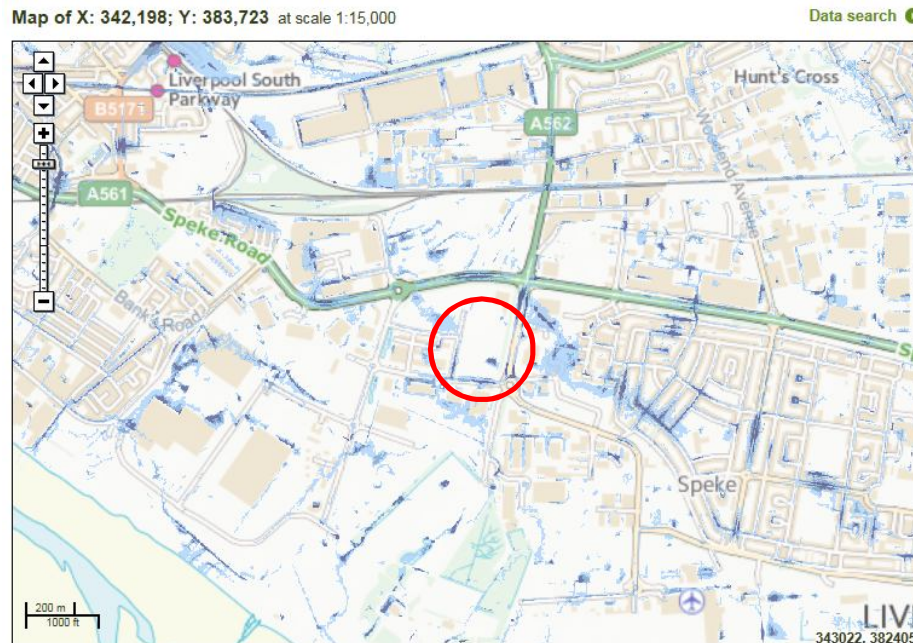 Map of X: 342,198; Y: 383,723 at scale 1:15,000
Data search
Liverpool South
Parkway
Hunt's Cross
A562
A561
Woodend Avenue
Speke Road
Bank's Road
Speke
200 m
1000 ft
LIV
343022, 382405